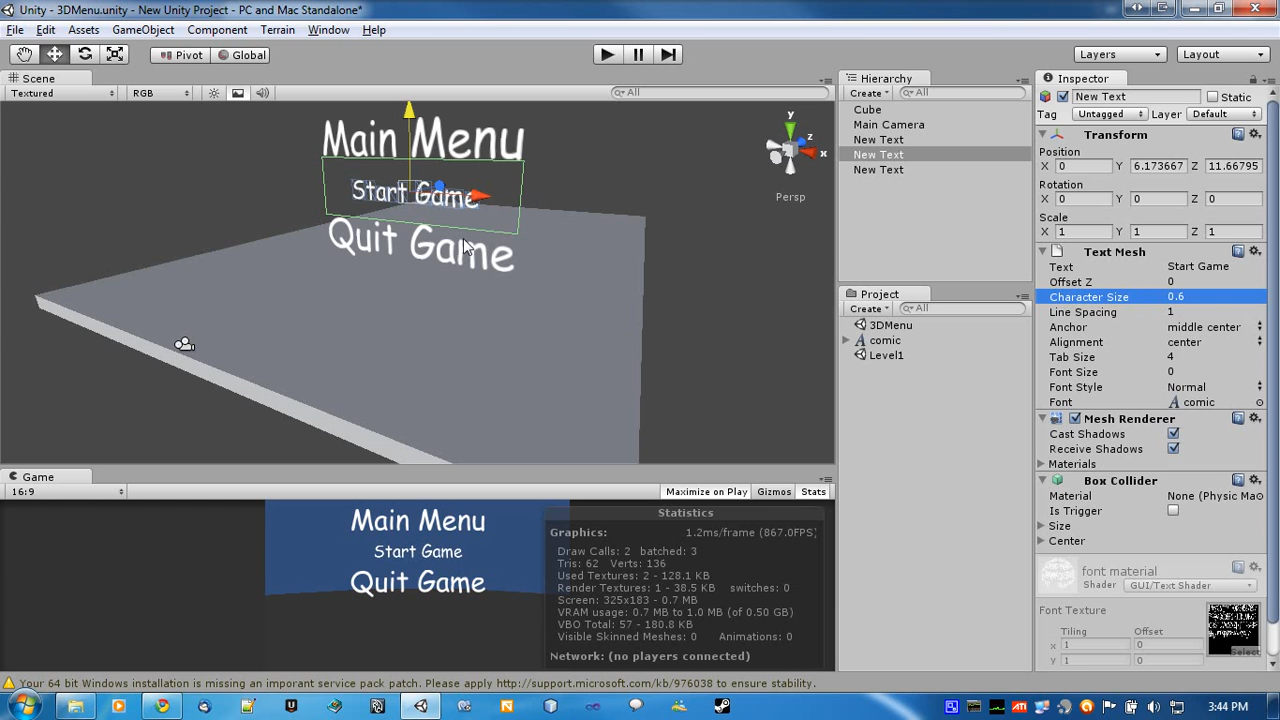 Unity - 3DMenu.unity - New Unity Project - PC and Mac Standalone*
File Edit Assets GameObject Component Terrain Window Help
Pivot Global Layers Layout
Scene
Textured RGB All
Main Menu
Start Game
Quit Game
y
z
x
Persp
Game
16:9 Maximize on Play Gizmos Stats
Main Menu
Start Game
Quit Game
Statistics
Graphics: 1.2ms/frame (867.0FPS)
Draw Calls: 2 batched: 3
Tris: 62 Verts: 136
Used Textures: 2 - 128.1 KB
Render Textures: 1 - 38.5 KB switches: 0
Screen: 325x183 - 0.7 MB
VRAM usage: 0.7 MB to 1.0 MB (of 0.50 GB)
VBO Total: 57 - 180.8 KB
Visible Skinned Meshes: 0 Animations: 0
Network: (no players connected)
Hierarchy
Create All
Cube
Main Camera
New Text
New Text
New Text
Project
Create All
3DMenu
comic
Level1
Inspector
New Text Static
Tag Untagged Layer Default
Transform
Position
X 0 Y 6.173667 Z 11.66795
Rotation
X 0 Y 0 Z 0
Scale
X 1 Y 1 Z 1
Text Mesh
Text Start Game
Offset Z 0
Character Size 0.6
Line Spacing 1
Anchor middle center
Alignment center
Tab Size 4
Font Size 0
Font Style Normal
Font comic
Mesh Renderer
Cast Shadows
Receive Shadows
Materials
Box Collider
Material None (Physic Ma
Is Trigger
Size
Center
font material
Shader GUI/Text Shader
Font Texture
Tiling Offset
x 1 0
y 1 0
Select
Your 64 bit Windows installation is missing an imporant service pack patch. Please apply http://support.microsoft.com/kb/976038 to ensure stability.
3:44 PM